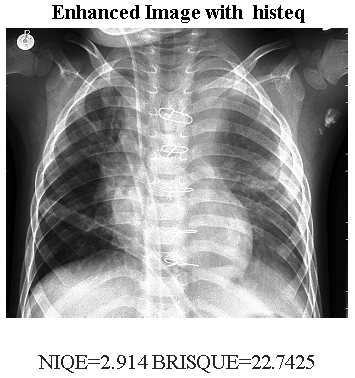 Enhanced Image with histeq
R
NIQE=2.914 BRISQUE=22.7425